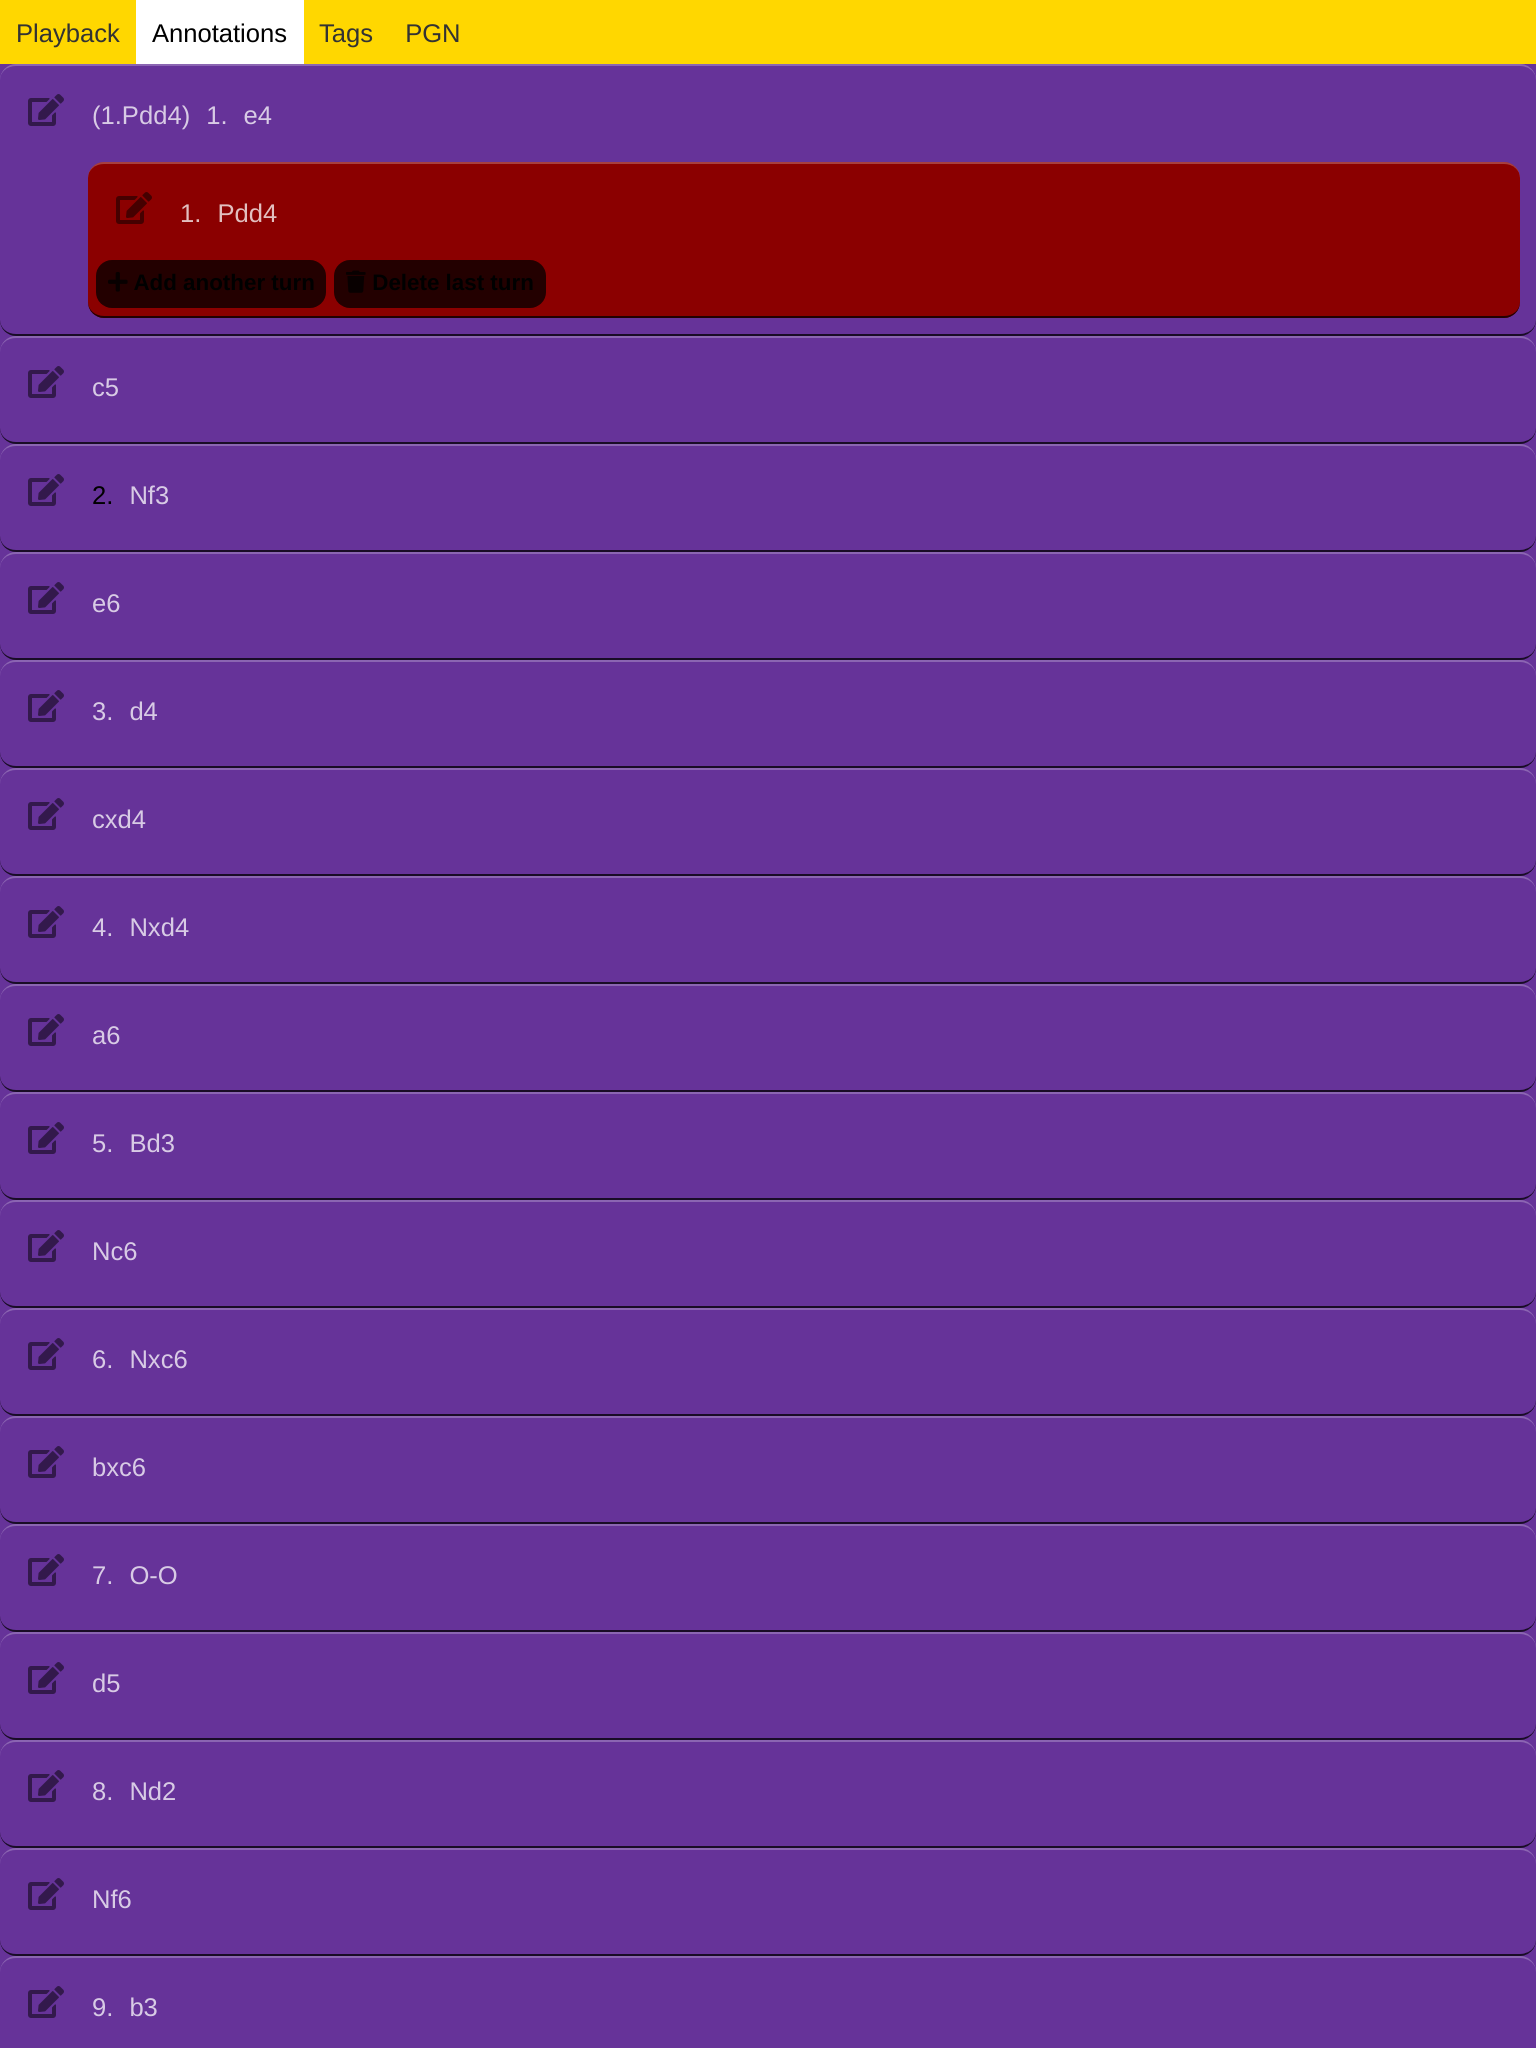 Playback Annotations Tags PGN
(1.Pdd4) 1. e4
1. Pdd4
Add another turn Delete last turn
c5
2. Nf3
e6
3. d4
cxd4
4. Nxd4
a6
5. Bd3
Nc6
6. Nxc6
bxc6
7. O-O
d5
8. Nd2
Nf6
9. b3